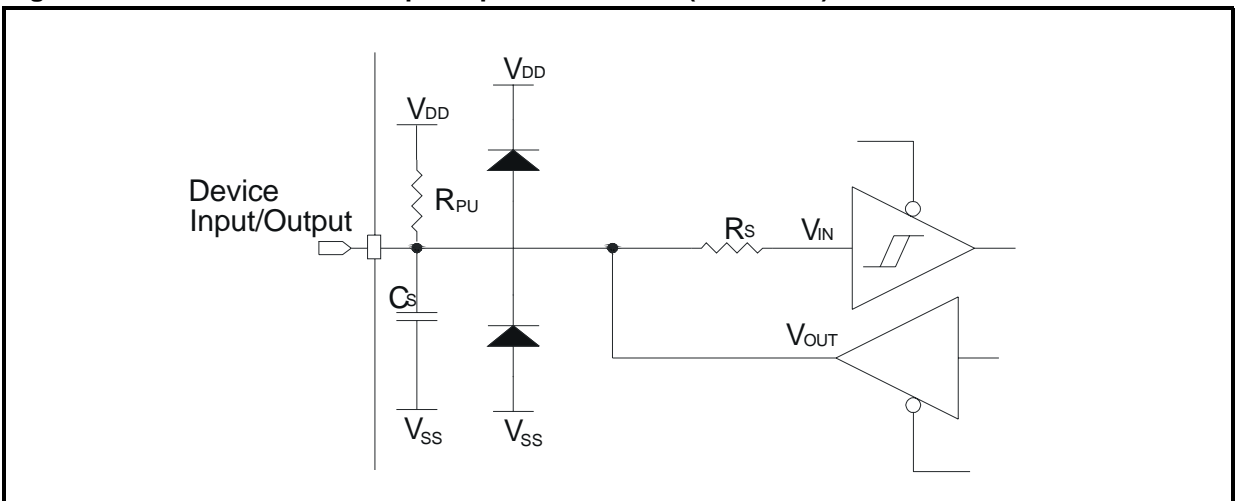 VDD
VDD
Device
Input/Output
RPU
RS
VIN
CS
VOUT
VSS
VSS